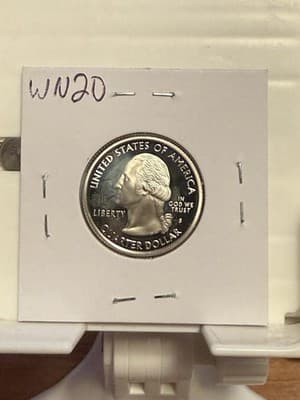 WN20
UNITED STATES OF AMERICA
LIBERTY
IN
GOD WE
TRUST
S
QUARTER DOLLAR